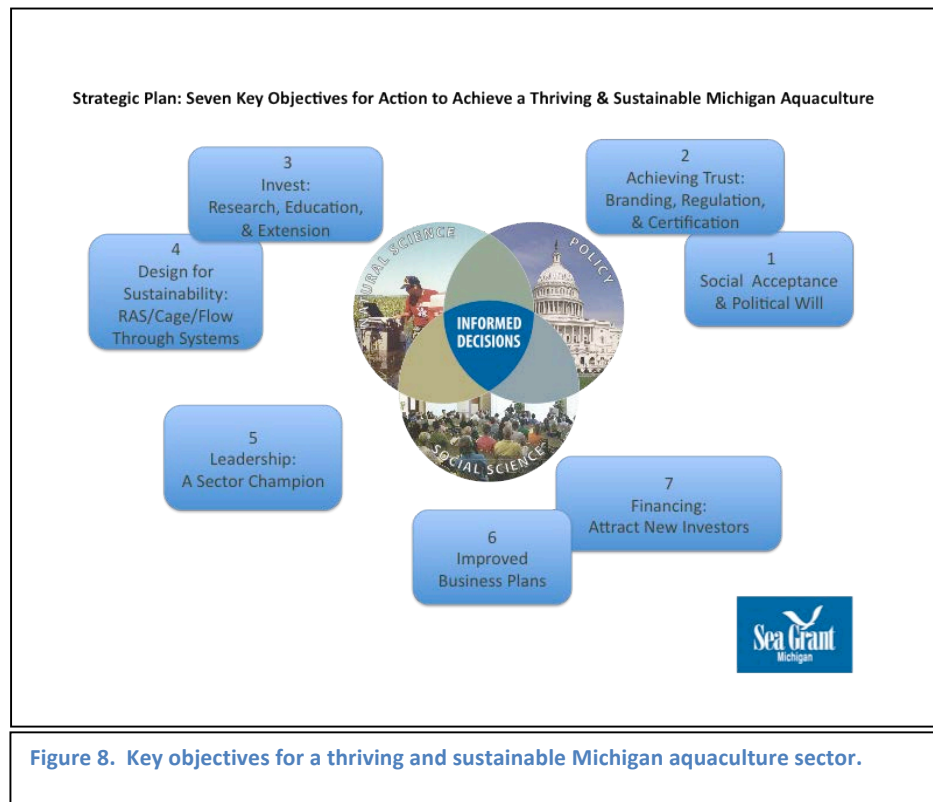 Strategic Plan: Seven Key Objectives for Action to Achieve a Thriving & Sustainable Michigan Aquaculture
3
Invest:
Research, Education,
& Extension
2
Achieving Trust:
Branding, Regulation,
& Certification
4
Design for
Sustainability:
RAS/Cage/Flow
Through Systems
1
Social Acceptance
& Political Will
NATURAL SCIENCE
POLICY
INFORMED
DECISIONS
SOCIAL SCIENCE
5
Leadership:
A Sector Champion
7
Financing:
Attract New Investors
6
Improved
Business Plans
Sea Grant
Michigan
Figure 8. Key objectives for a thriving and sustainable Michigan aquaculture sector.